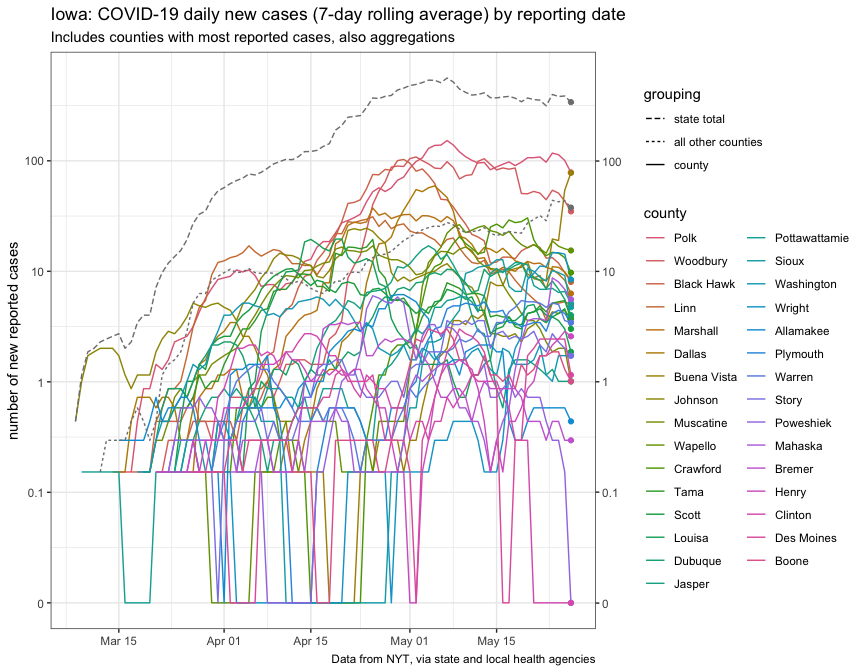 Iowa: COVID-19 daily new cases (7-day rolling average) by reporting date
Includes counties with most reported cases, also aggregations
number of new reported cases
100
10
1
0.1
0
100
10
1
0.1
0
Mar 15
Apr 01
Apr 15
May 01
May 15
Data from NYT, via state and local health agencies
grouping
state total
all other counties
county
county
Polk
Woodbury
Black Hawk
Linn
Marshall
Dallas
Buena Vista
Johnson
Muscatine
Wapello
Crawford
Tama
Scott
Louisa
Dubuque
Jasper
Pottawattamie
Sioux
Washington
Wright
Allamakee
Plymouth
Warren
Story
Poweshiek
Mahaska
Bremer
Henry
Clinton
Des Moines
Boone